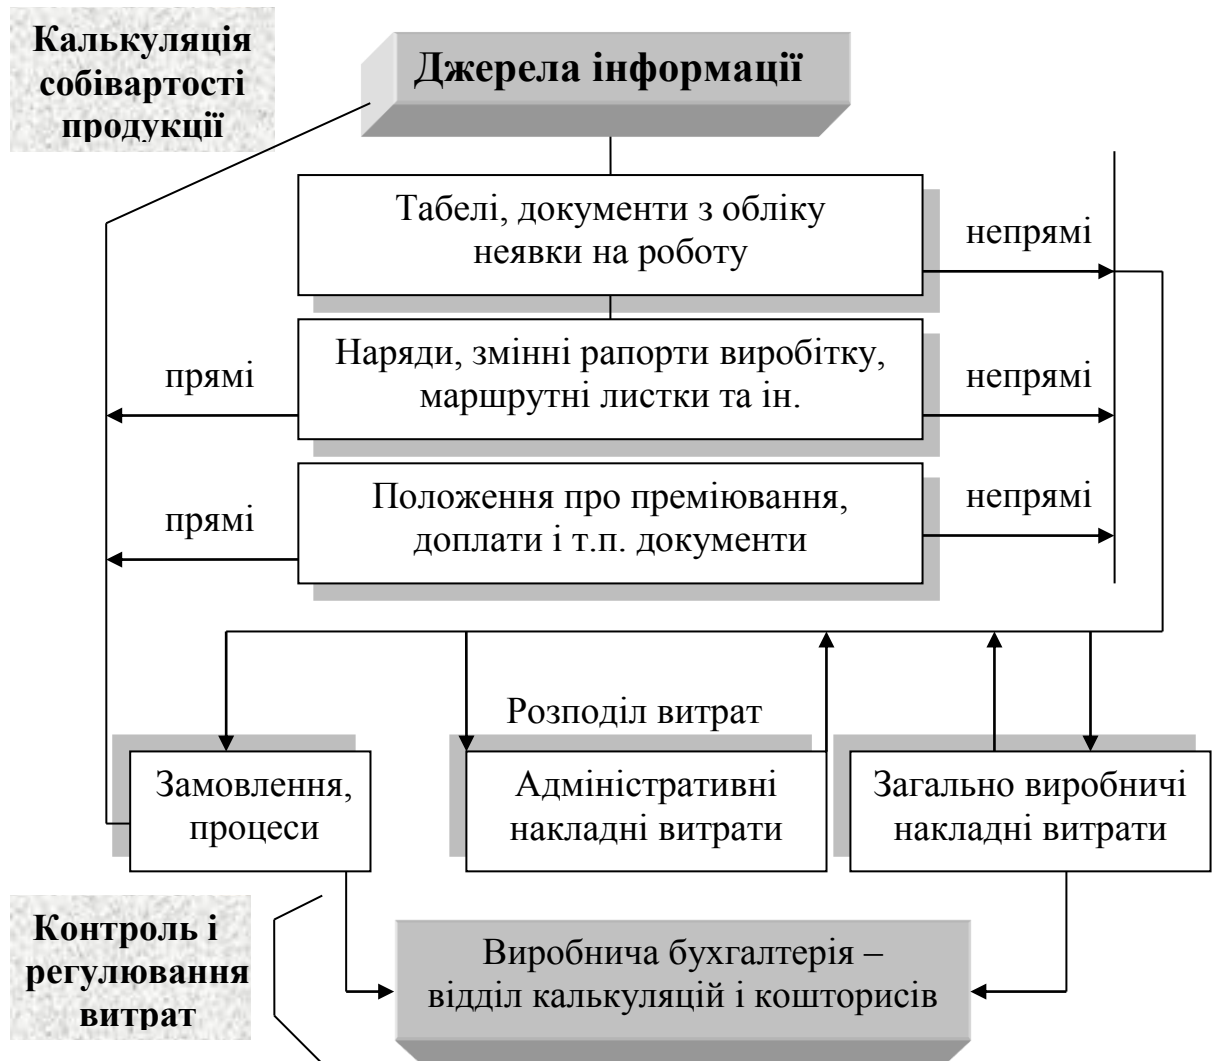 Калькуляція
собівартості
продукції
Джерела інформації
Табелі, документи з обліку
неявки на роботу
непрямі
Наряди, змінні рапорти виробітку,
маршрутні листки та ін.
прямі
непрямі
Положення про преміювання,
доплати і т.п. документи
прямі
непрямі
Розподіл витрат
Замовлення,
процеси
Адміністративні
накладні витрати
Загально виробничі
накладні витрати
Контроль і
регулювання
витрат
Виробнича бухгалтерія –
відділ калькуляцій і кошторисів